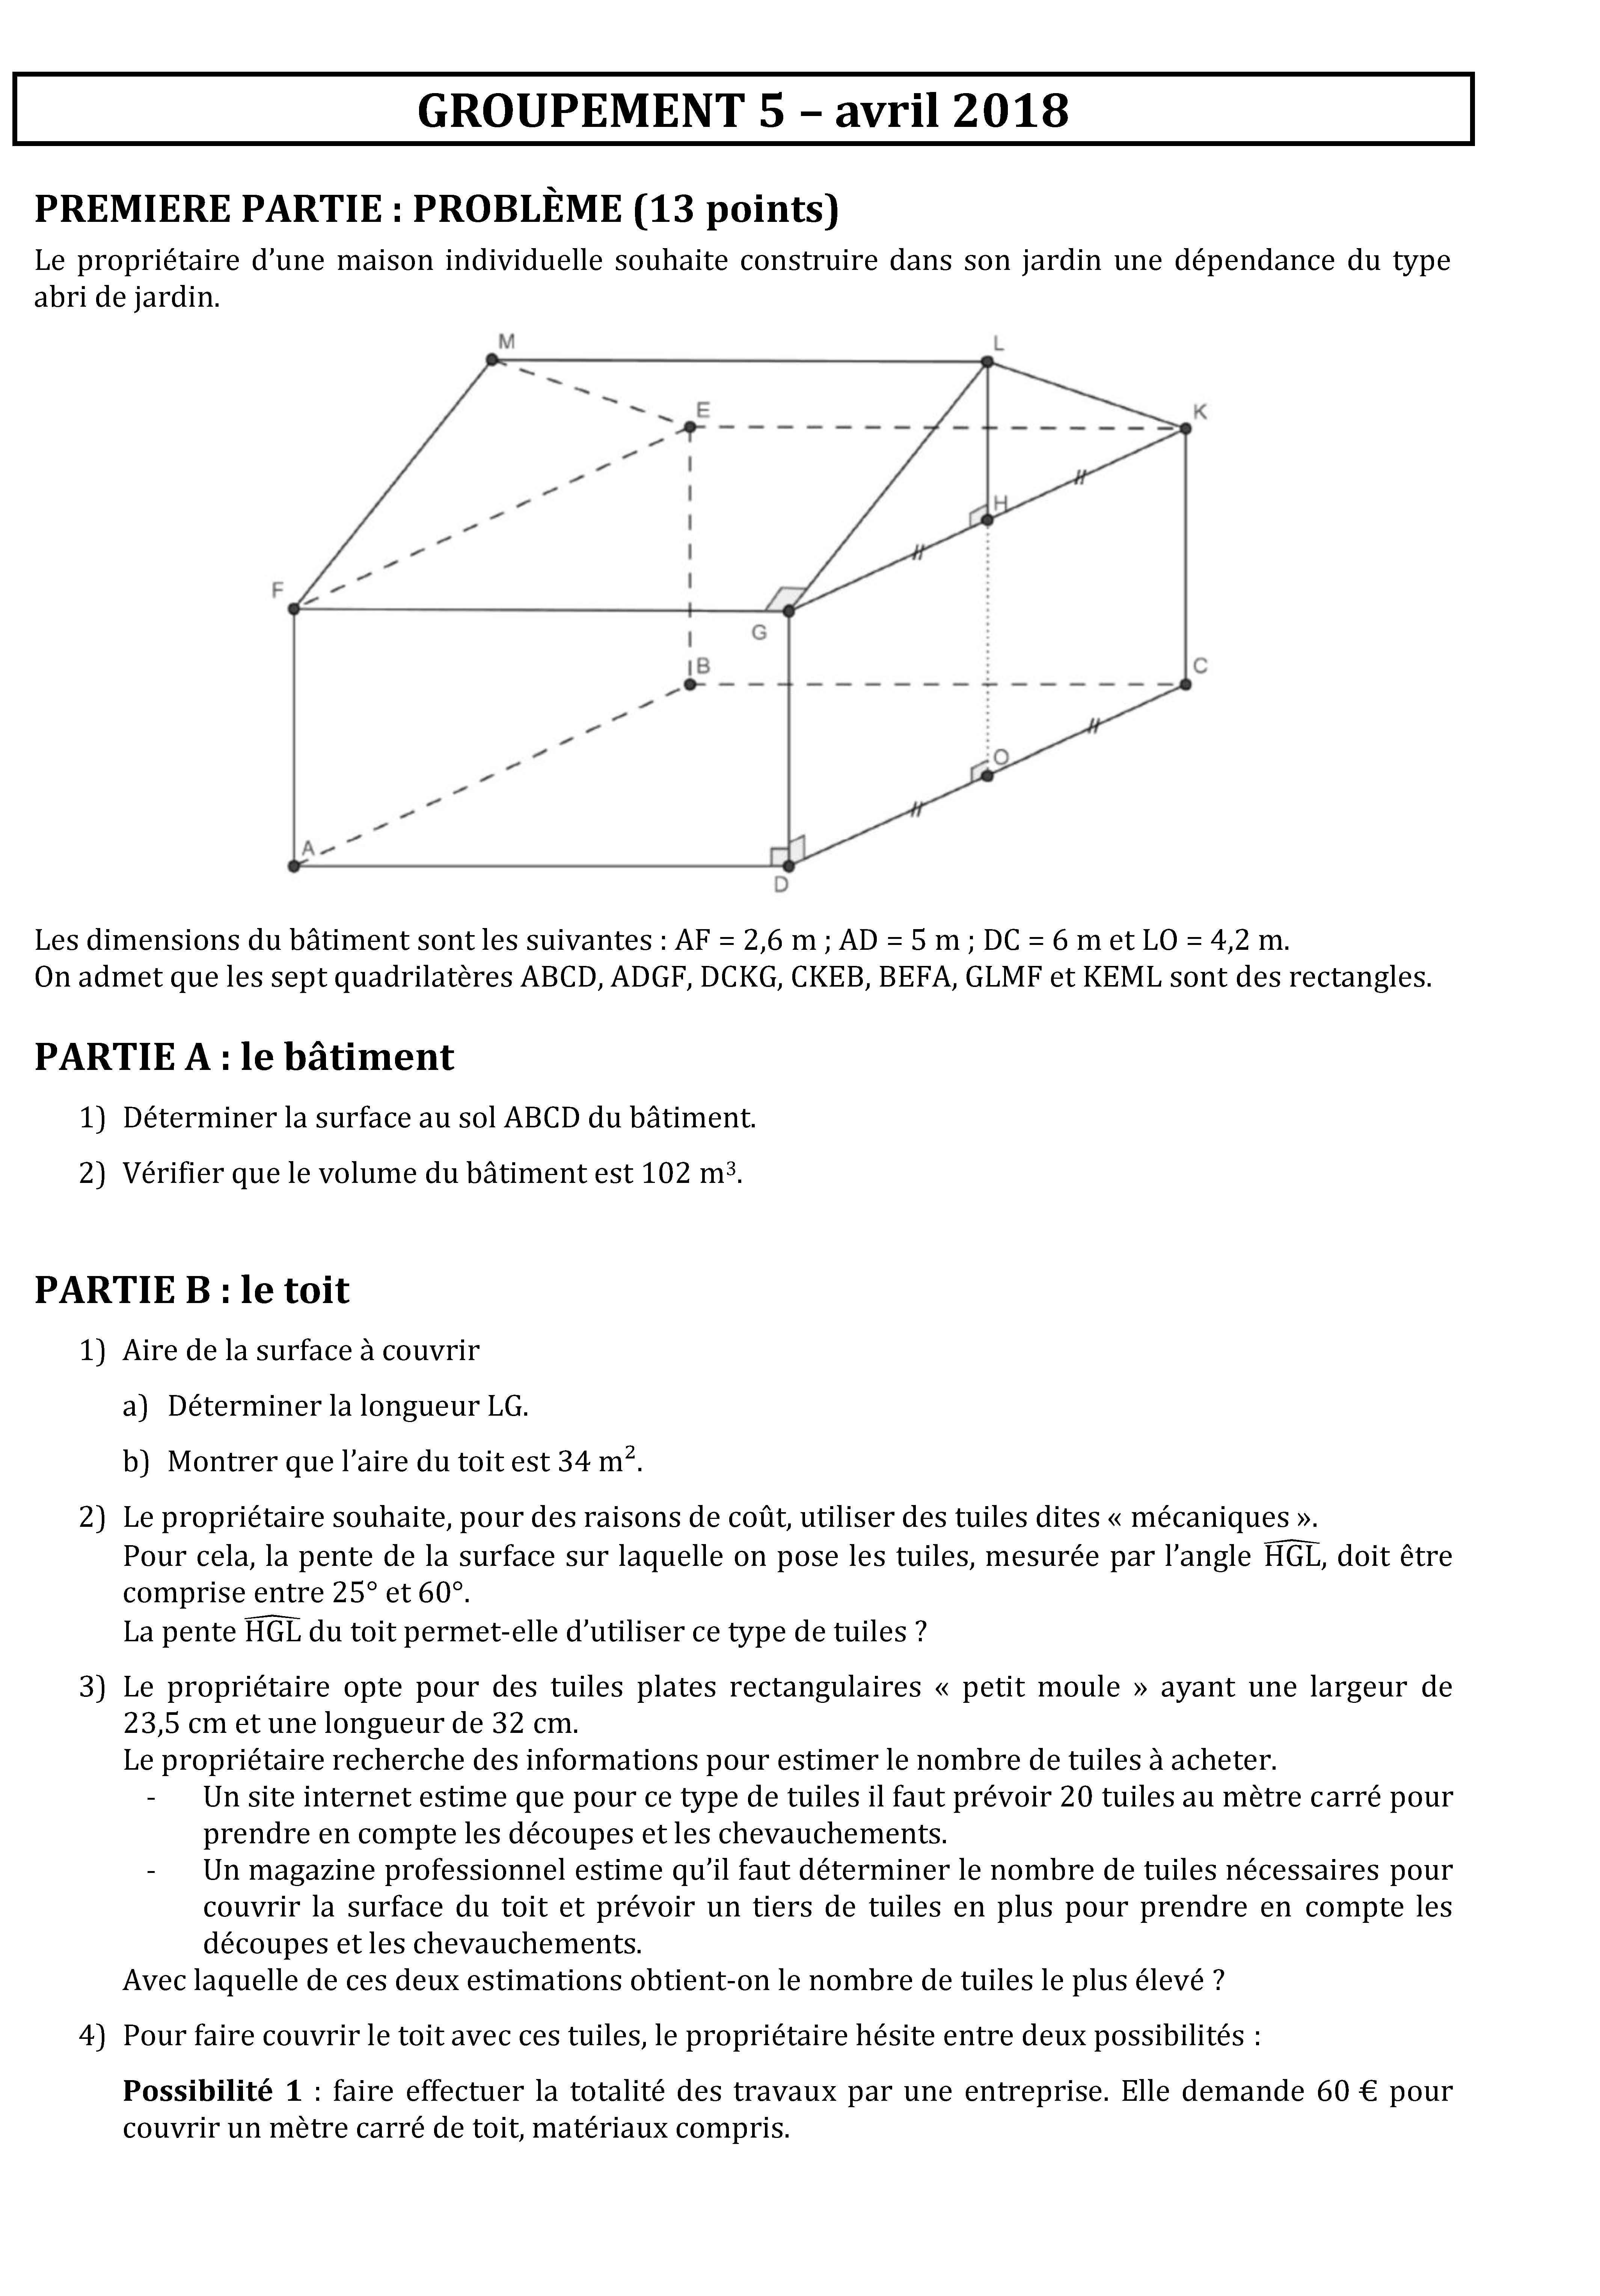 GROUPEMENT 5 – avril 2018
PREMIERE PARTIE : PROBLÈME (13 points)
Le propriétaire d’une maison individuelle souhaite construire dans son jardin une dépendance du type
abri de jardin.
M
L
E
K
H
F
G
B
C
O
A
D
Les dimensions du bâtiment sont les suivantes : AF = 2,6 m ; AD = 5 m ; DC = 6 m et LO = 4,2 m.
On admet que les sept quadrilatères ABCD, ADGF, DCKG, CKEB, BEFA, GLMF et KEML sont des rectangles.
PARTIE A : le bâtiment
1) Déterminer la surface au sol ABCD du bâtiment.
2) Vérifier que le volume du bâtiment est 102 m³.
PARTIE B : le toit
1) Aire de la surface à couvrir
a) Déterminer la longueur LG.
b) Montrer que l’aire du toit est 34 m².
2) Le propriétaire souhaite, pour des raisons de coût, utiliser des tuiles dites « mécaniques ».
Pour cela, la pente de la surface sur laquelle on pose les tuiles, mesurée par l’angle HGL, doit être
comprise entre 25° et 60°.
La pente HGL du toit permet-elle d’utiliser ce type de tuiles ?
3) Le propriétaire opte pour des tuiles plates rectangulaires « petit moule » ayant une largeur de
23,5 cm et une longueur de 32 cm.
Le propriétaire recherche des informations pour estimer le nombre de tuiles à acheter.
- Un site internet estime que pour ce type de tuiles il faut prévoir 20 tuiles au mètre carré pour
prendre en compte les découpes et les chevauchements.
- Un magazine professionnel estime qu’il faut déterminer le nombre de tuiles nécessaires pour
couvrir la surface du toit et prévoir un tiers de tuiles en plus pour prendre en compte les
découpes et les chevauchements.
Avec laquelle de ces deux estimations obtient-on le nombre de tuiles le plus élevé ?
4) Pour faire couvrir le toit avec ces tuiles, le propriétaire hésite entre deux possibilités :
Possibilité 1 : faire effectuer la totalité des travaux par une entreprise. Elle demande 60 € pour
couvrir un mètre carré de toit, matériaux compris.